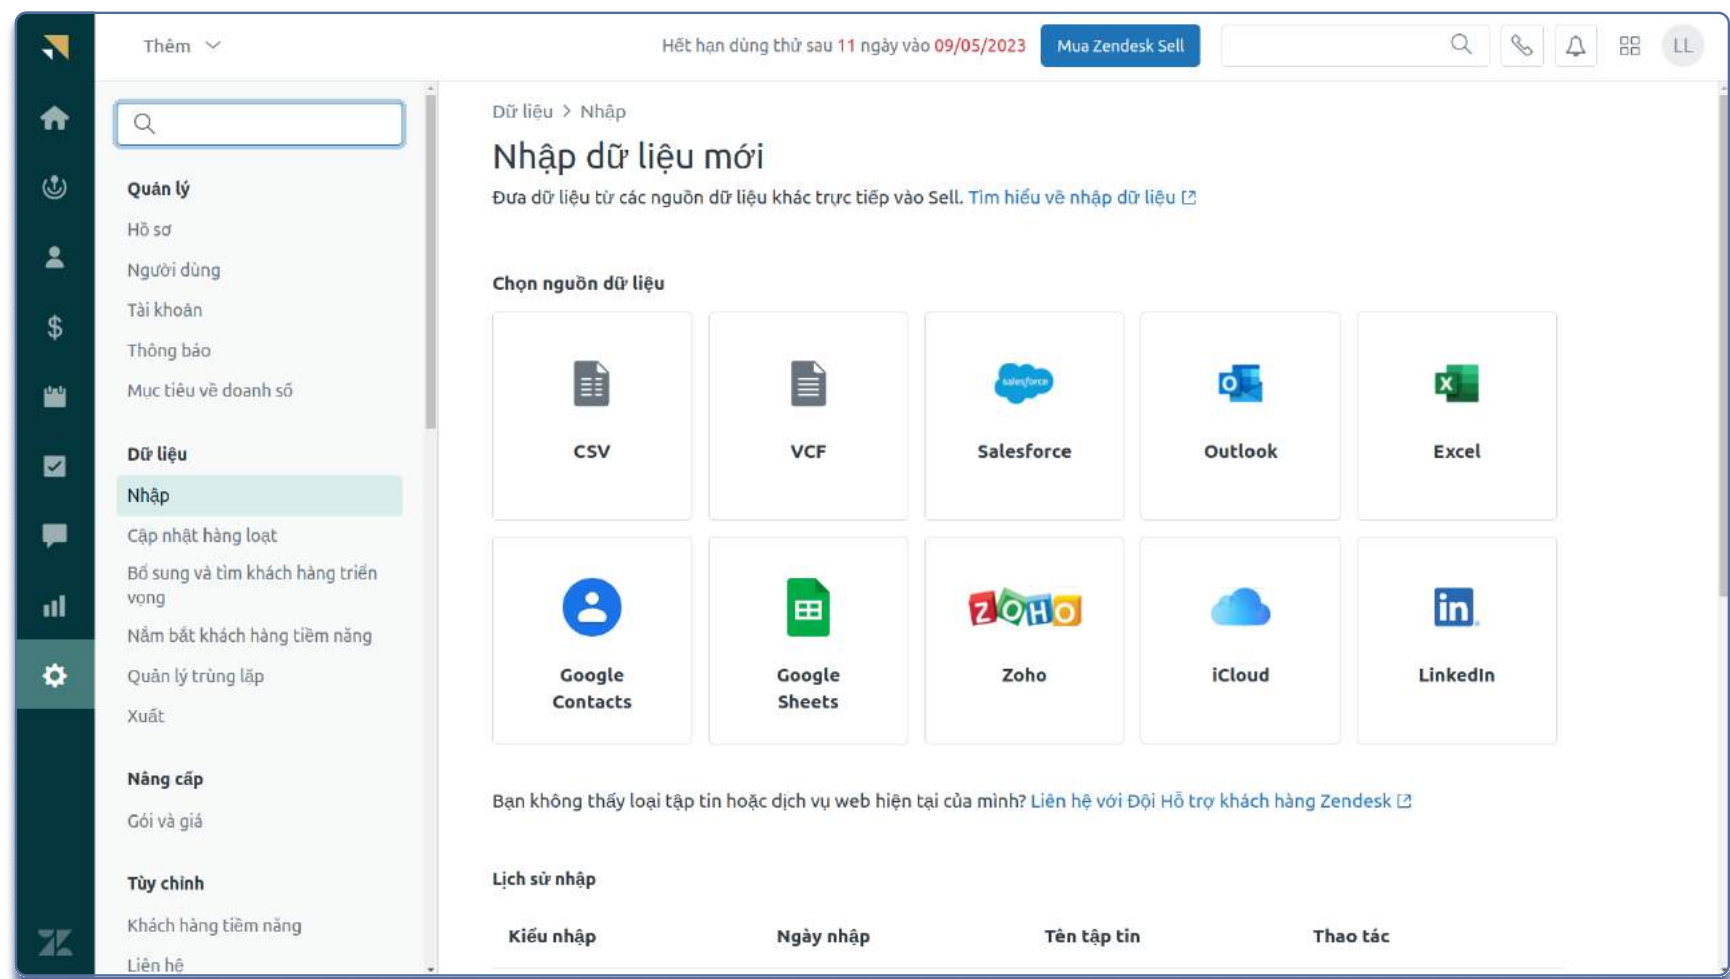 Thêm
Hết hạn dùng thử sau 11 ngày vào 09/05/2023
Mua Zendesk Sell
LL
Quản lý
Hồ sơ
Người dùng
Tài khoản
Thông báo
Mục tiêu về doanh số
Dữ liệu
Nhập
Cập nhật hàng loạt
Bổ sung và tìm khách hàng triển
vọng
Nắm bắt khách hàng tiềm năng
Quản lý trùng lặp
Xuất
Nâng cấp
Gói và giá
Tùy chỉnh
Khách hàng tiềm năng
Liên hệ
Dữ liệu > Nhập
Nhập dữ liệu mới
Đưa dữ liệu từ các nguồn dữ liệu khác trực tiếp vào Sell. Tìm hiểu về nhập dữ liệu
Chọn nguồn dữ liệu
CSV
VCF
salesforce
Salesforce
Outlook
Excel
Google
Contacts
Google
Sheets
ZOHO
Zoho
iCloud
in
LinkedIn
Bạn không thấy loại tập tin hoặc dịch vụ web hiện tại của mình? Liên hệ với Đội Hỗ trợ khách hàng Zendesk
Lịch sử nhập
Kiểu nhập
Ngày nhập
Tên tập tin
Thao tác